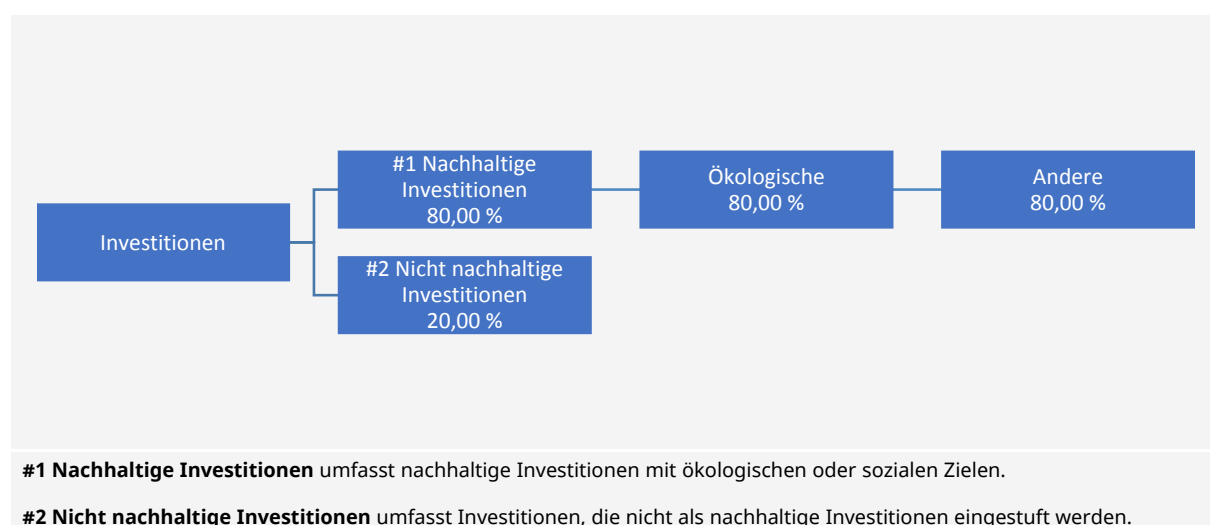 Investitionen
#1 Nachhaltige
Investitionen
80,00 %
Ökologische
80,00 %
Andere
80,00 %
#2 Nicht nachhaltige
Investitionen
20,00 %
#1 Nachhaltige Investitionen umfasst nachhaltige Investitionen mit ökologischen oder sozialen Zielen.
#2 Nicht nachhaltige Investitionen umfasst Investitionen, die nicht als nachhaltige Investitionen eingestuft werden.